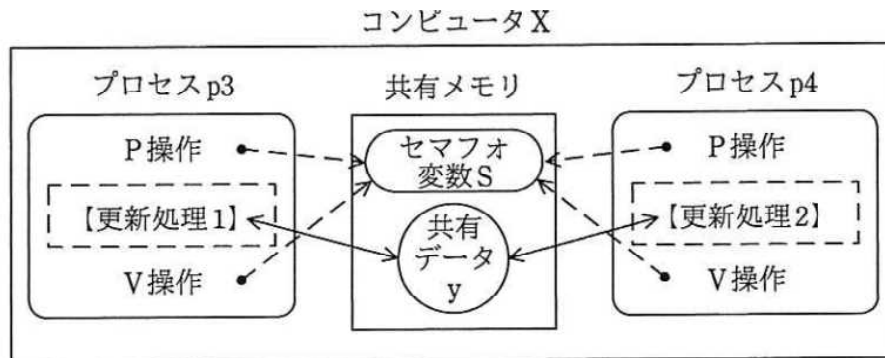 コンピュータX
プロセスp3
共有メモリ
プロセスp4
P操作
セマフォ
変数S
P操作
【更新処理1】
共有
データ
y
【更新処理2】
V操作
V操作